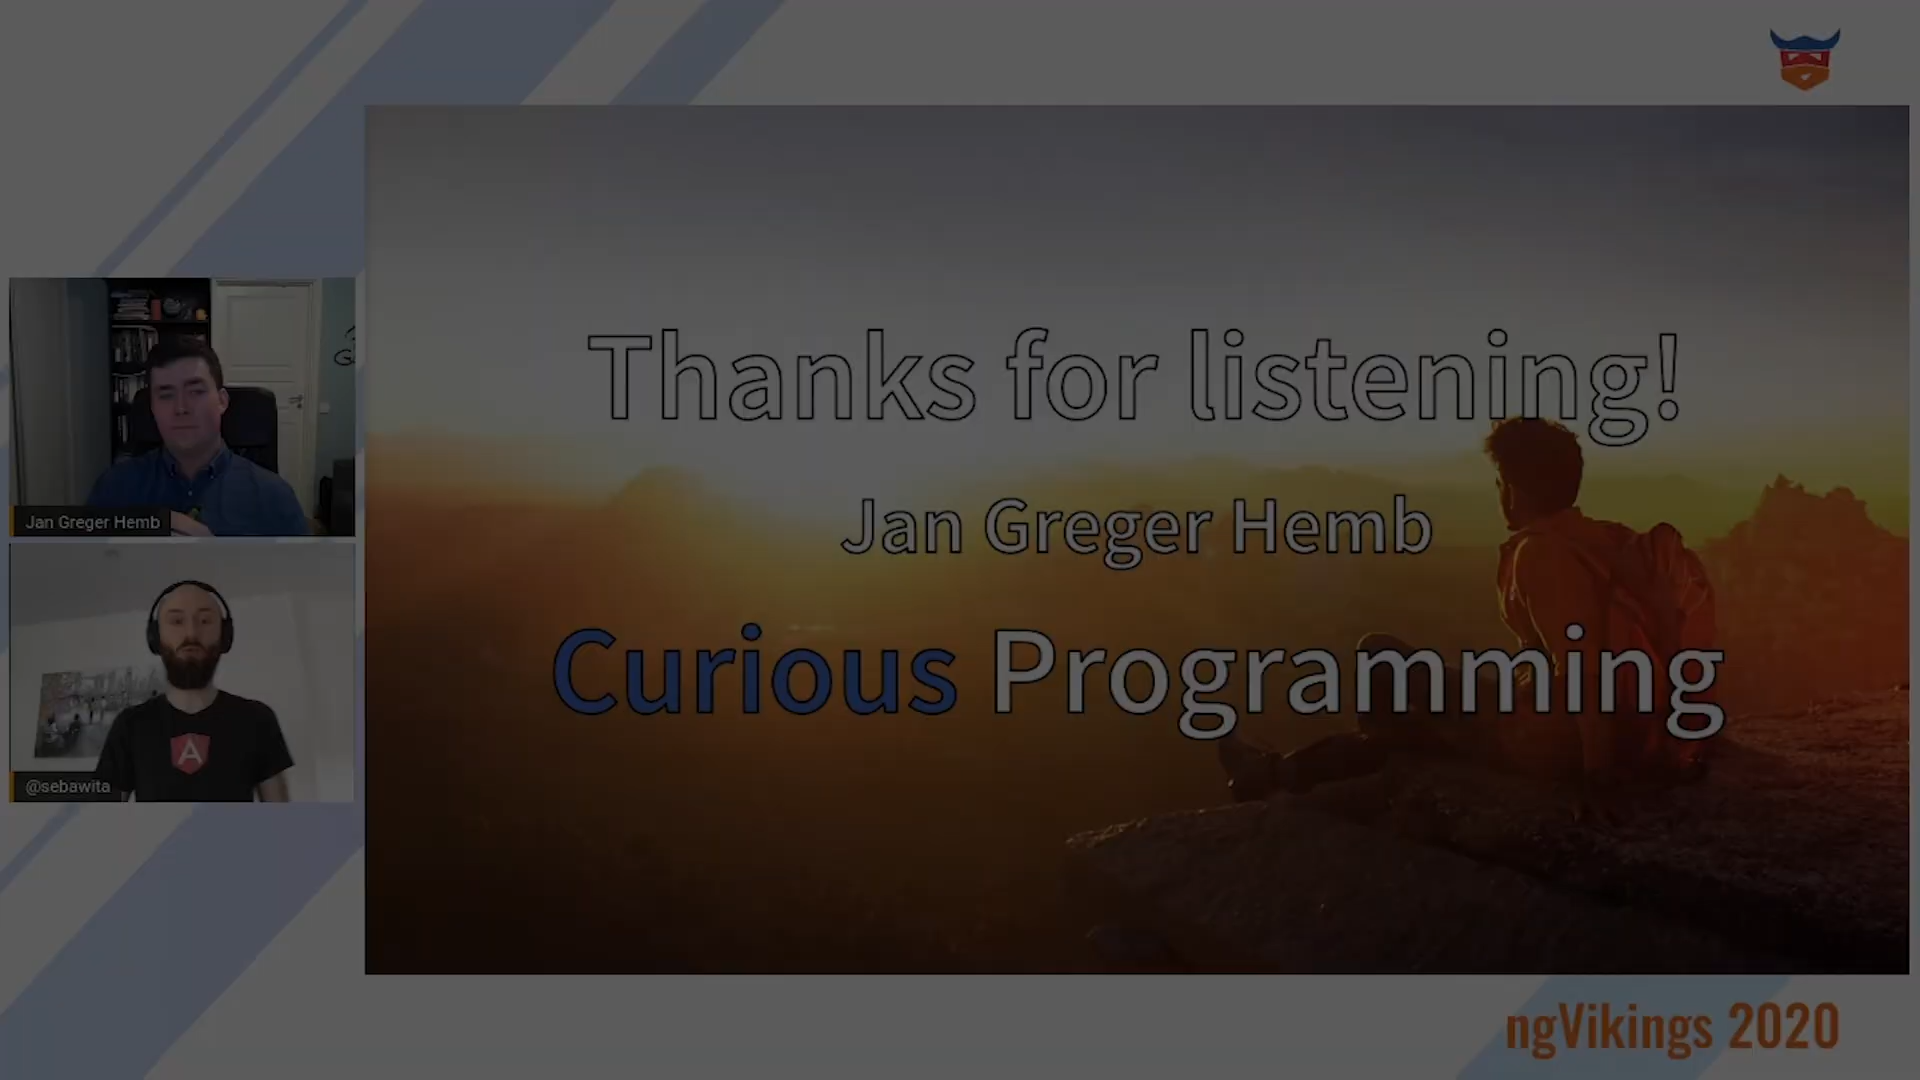 Thanks for listening!
Jan Greger Hemb
Curious Programming
Jan Greger Hemb
@sebawita
ngVikings 2020